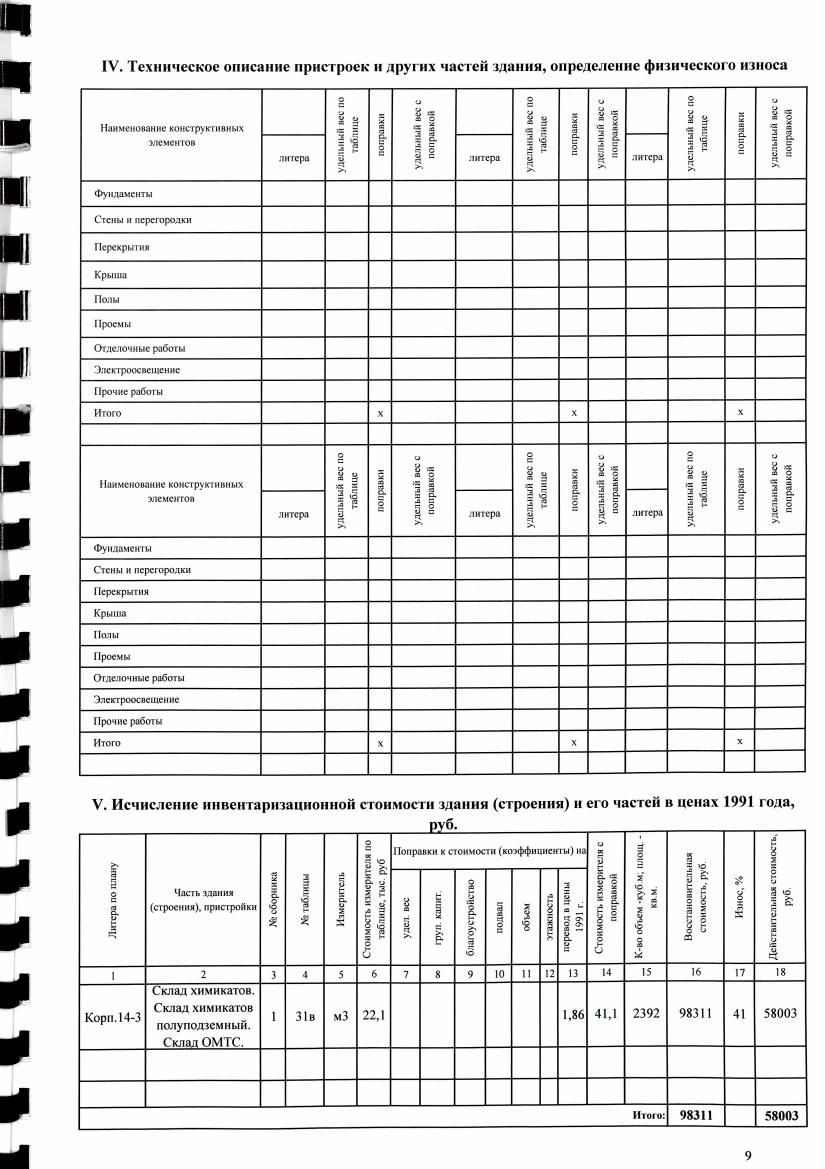 IV. Техническое описание пристроек и других частей здания, определение физического износа
Наименование конструктивных
элементов
литера
удельный вес по
таблице
поправки
удельный вес с
поправкой
литера
удельный вес по
таблице
поправки
удельный вес с
поправкой
литера
удельный вес по
таблице
поправки
удельный вес с
поправкой
Фундаменты
Стены и перегородки
Перекрытия
Крыша
Полы
Проемы
Отделочные работы
Электроосвещение
Прочие работы
Итого х х х
Наименование конструктивных
элементов
литера
удельный вес по
таблице
поправки
удельный вес с
поправкой
литера
удельный вес по
таблице
поправки
удельный вес с
поправкой
литера
удельный вес по
таблице
поправки
удельный вес с
поправкой
Фундаменты
Стены и перегородки
Перекрытия
Крыша
Полы
Проемы
Отделочные работы
Электроосвещение
Прочие работы
Итого х х х
V. Исчисление инвентаризационной стоимости здания (строения) и его частей в ценах 1991 года,
руб.
Литера по плану
Часть здания
(строения), пристройки
№ сборника
№ таблицы
Измеритель
Стоимость измерителя по
таблице, тыс. руб
Поправки к стоимости (коэффициенты) на
удел. вес
груп. капит.
благоустройство
подвал
объем
этажность
перевод в цены
1991 г.
Стоимость измерителя с
поправкой
К-во объем -куб.м; площ. -
кв.м.
Восстановительная
стоимость, руб.
Износ, %
Действительная стоимость,
руб.
1 2 3 4 5 6 7 8 9 10 11 12 13 14 15 16 17 18
Склад химикатов.
Корп.14-3 Склад химикатов 1 31в м3 22,1 1,86 41,1 2392 98311 41 58003
полуподземный.
Склад ОМТС.
Итого: 98311 58003
9